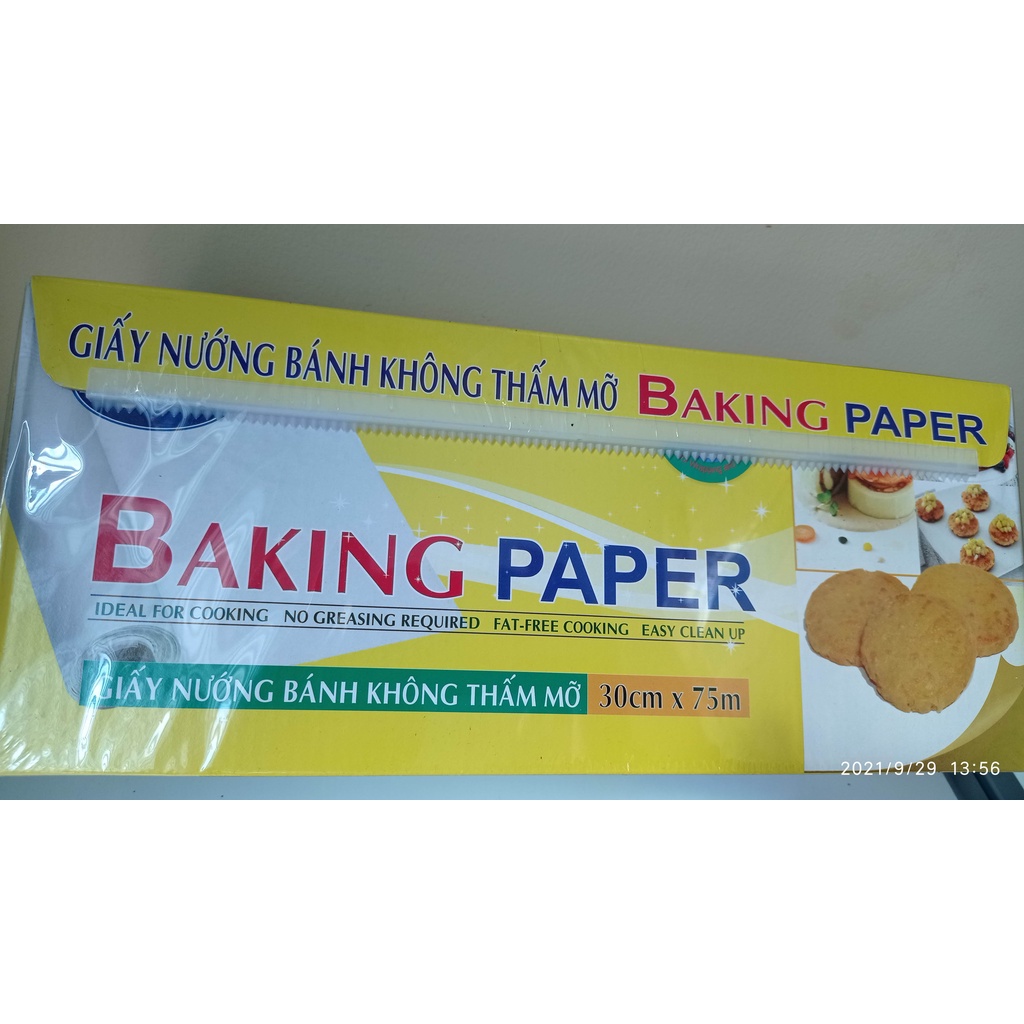 GIẤY NƯỚNG BÁNH KHÔNG THẤM MỠ BAKING PAPER
BAKING PAPER
IDEAL FOR COOKING NO GREASING REQUIRED FAT-FREE COOKING EASY CLEAN UP
GIẤY NƯỚNG BÁNH KHÔNG THẤM MỠ 30cm x 75m
2021/9/29 13:56